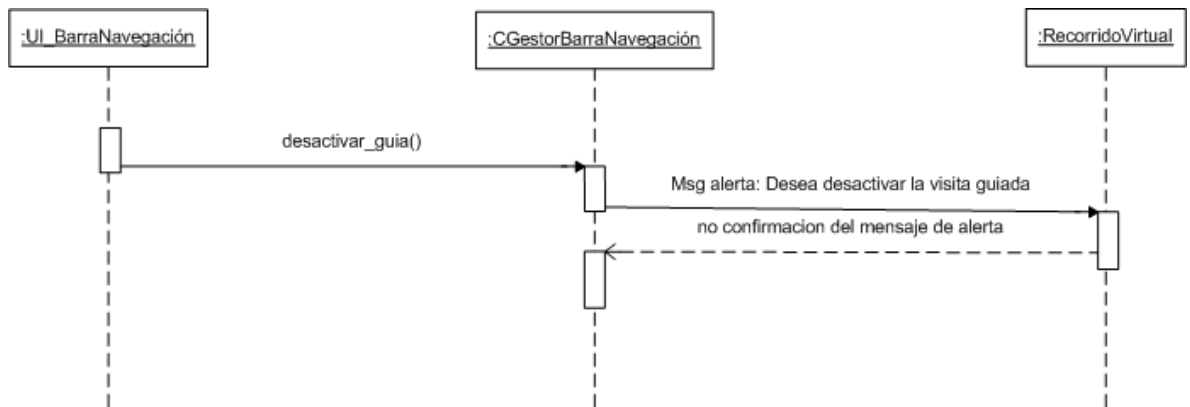 :UI_BarraNavegación
:CGestorBarraNavegación
:RecorridoVirtual
desactivar_guia()
Msg alerta: Desea desactivar la visita guiada
no confirmacion del mensaje de alerta